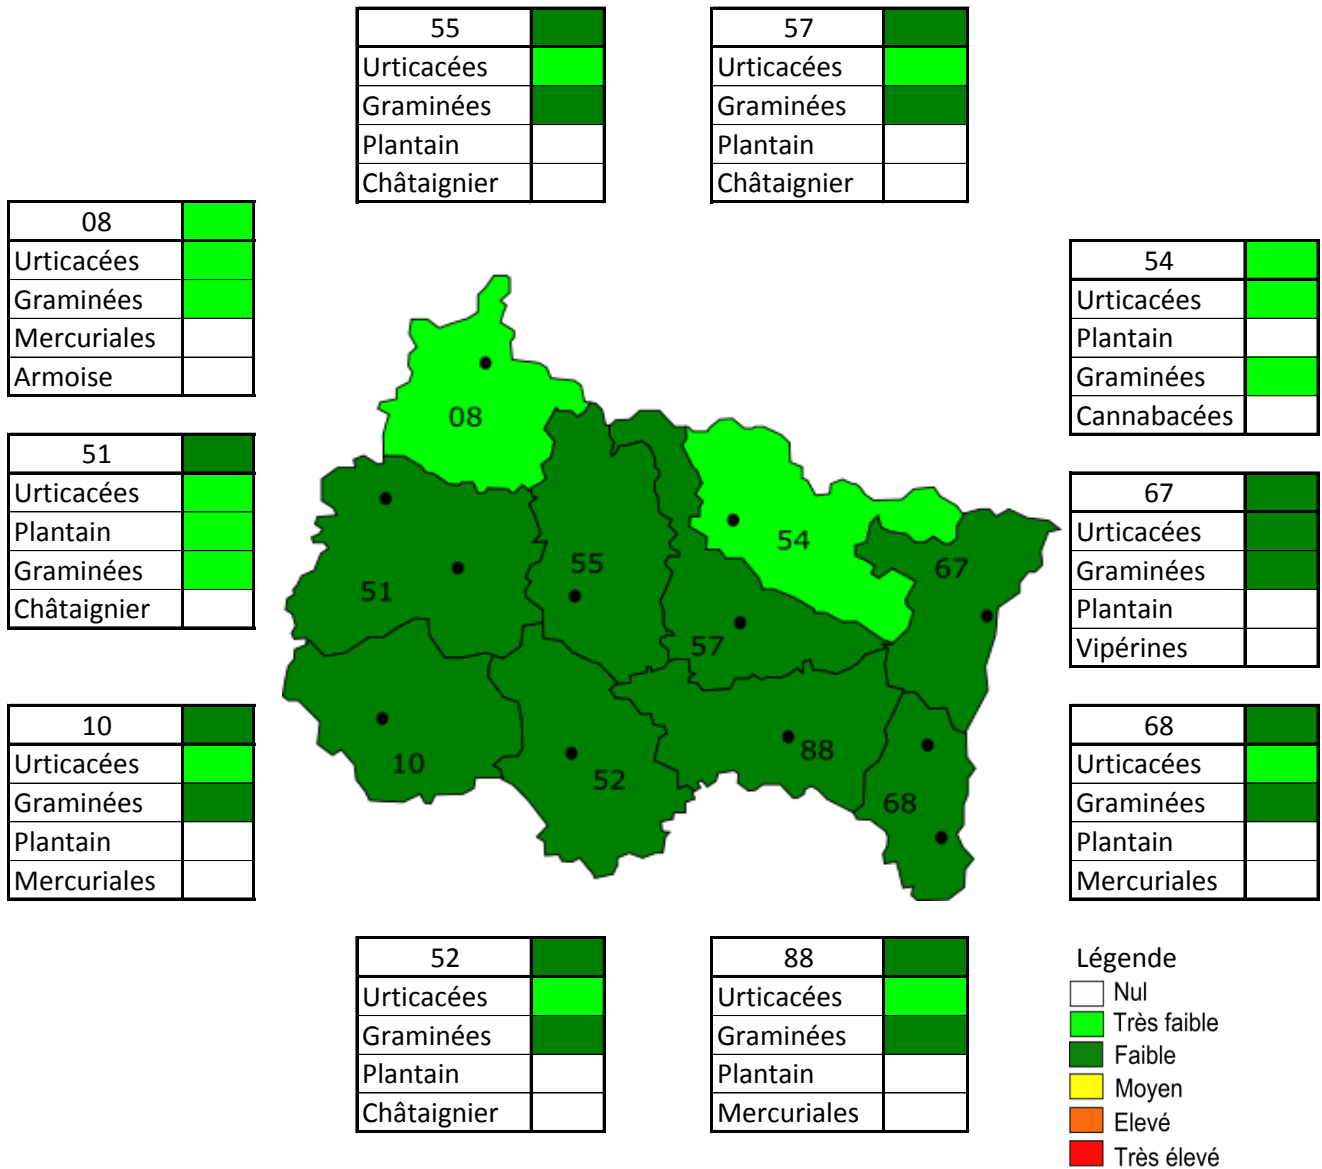 55
Urticacées
Graminées
Plantain
Châtaignier
57
Urticacées
Graminées
Plantain
Châtaignier
08
Urticacées
Graminées
Mercuriales
Armoise
54
Urticacées
Plantain
Graminées
Cannabacées
51
Urticacées
Plantain
Graminées
Châtaignier
67
Urticacées
Graminées
Plantain
Vipérines
10
Urticacées
Graminées
Plantain
Mercuriales
68
Urticacées
Graminées
Plantain
Mercuriales
08
54
55
67
51
57
88
10
52
68
52
Urticacées
Graminées
Plantain
Châtaignier
88
Urticacées
Graminées
Plantain
Mercuriales
Légende
Nul
Très faible
Faible
Moyen
Elevé
Très élevé